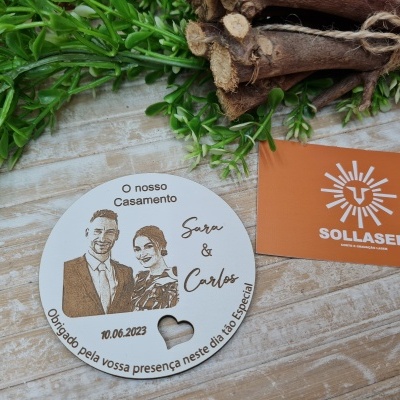 O nosso
Casamento
Sara
&
Carlos
10.06.2023
Obrigado pela vossa presença neste dia tão Especial
SOLLASER